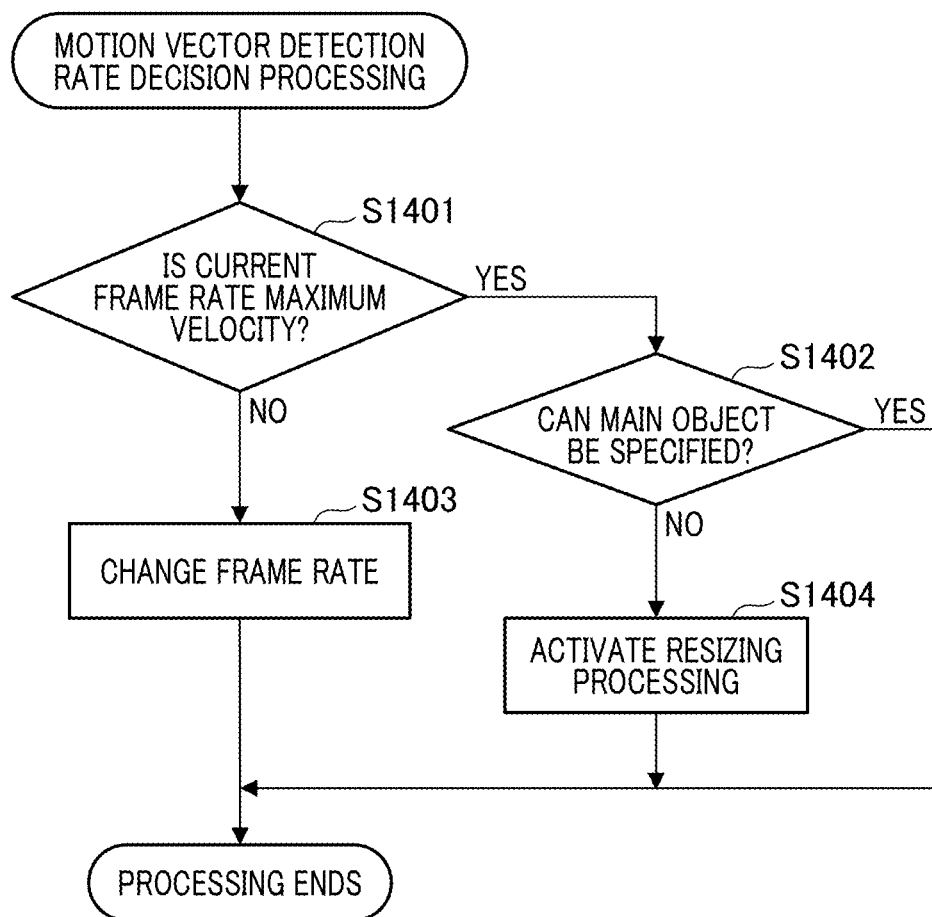 MOTION VECTOR DETECTION
RATE DECISION PROCESSING
S1401
IS CURRENT
FRAME RATE MAXIMUM
VELOCITY?
YES
NO
S1402
CAN MAIN OBJECT
BE SPECIFIED?
YES
NO
S1403
CHANGE FRAME RATE
S1404
ACTIVATE RESIZING
PROCESSING
PROCESSING ENDS